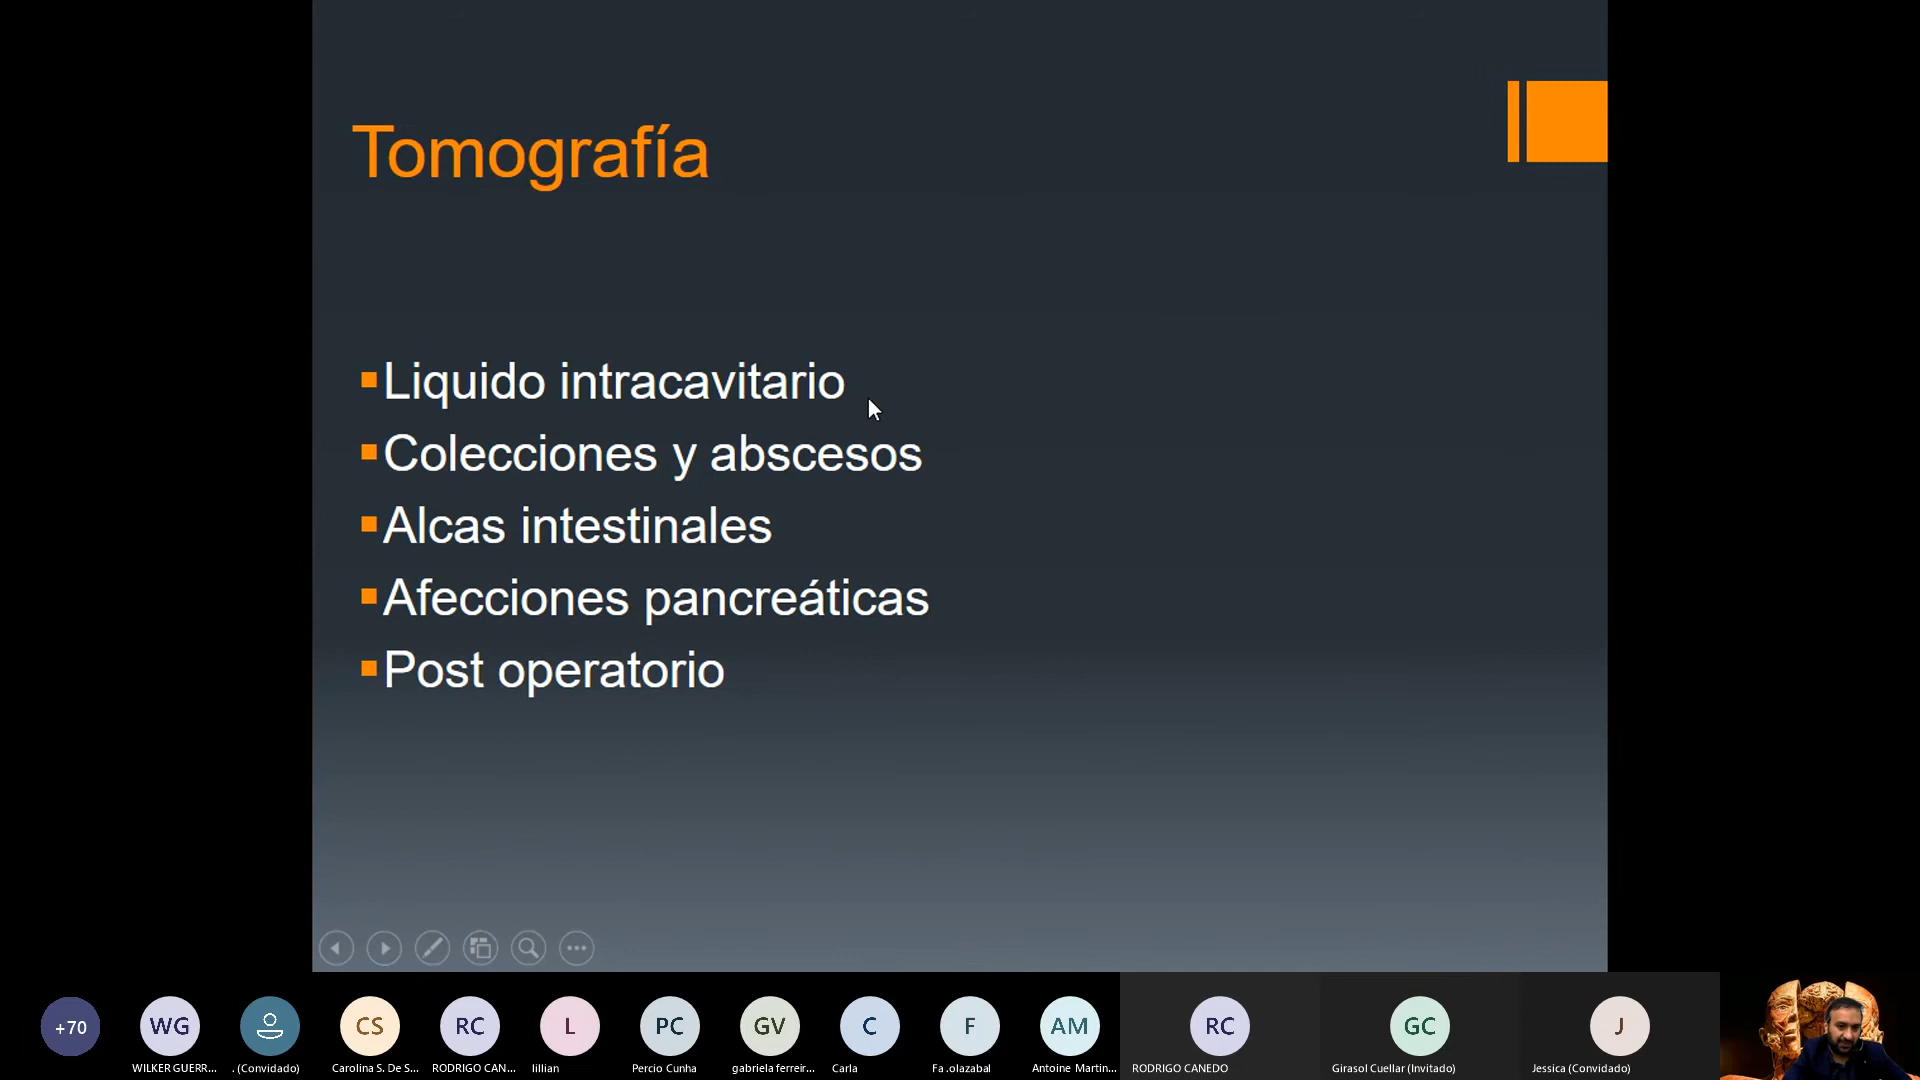 Tomografía
Liquido intracavitario
Colecciones y abscesos
Alcas intestinales
Afecciones pancreáticas
Post operatorio
+70
WG
CS
RC
L
PC
GV
C
F
AM
RC
GC
J
WILKER GUERR...
. (Convidado)
Carolina S. De S...
RODRIGO CAN...
lillian
Percio Cunha
gabriela ferreir...
Carla
Fa .olazabal
Antoine Martin...
RODRIGO CANEDO
Girasol Cuellar (Invitado)
Jessica (Convidado)